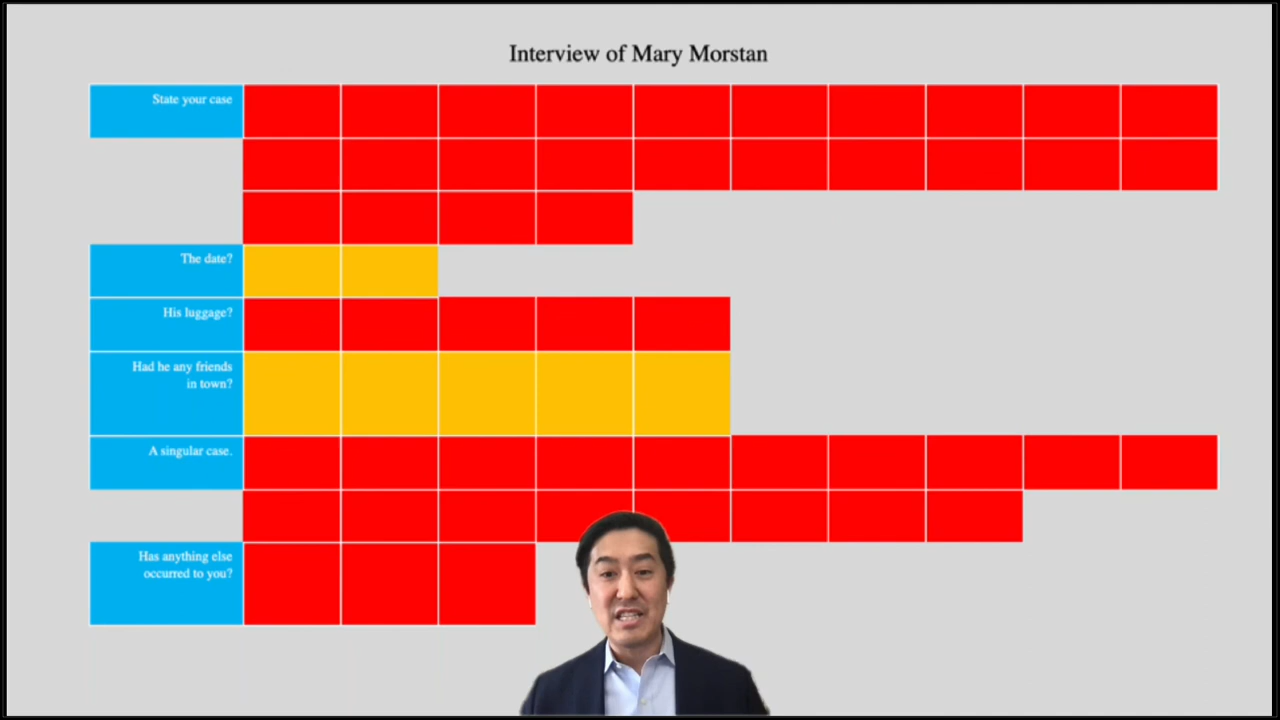 Interview of Mary Morstan
State your case
The date?
His luggage?
Had he any friends
in town?
A singular case.
Has anything else
occurred to you?